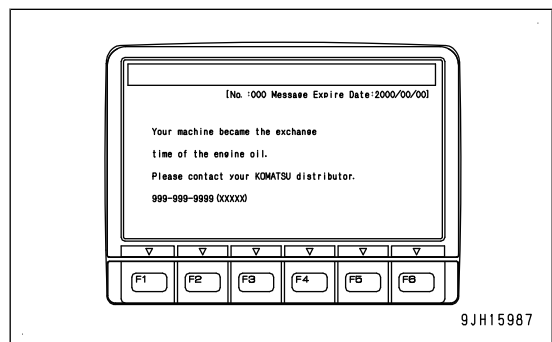 [No. :000 Message Expire Date:2000/00/00]
Your machine became the exchange
time of the engine oil.
Please contact your KOMATSU distributor.
999-999-9999 (XXXXX)
F1 F2 F3 F4 F5 F6
9JH15987